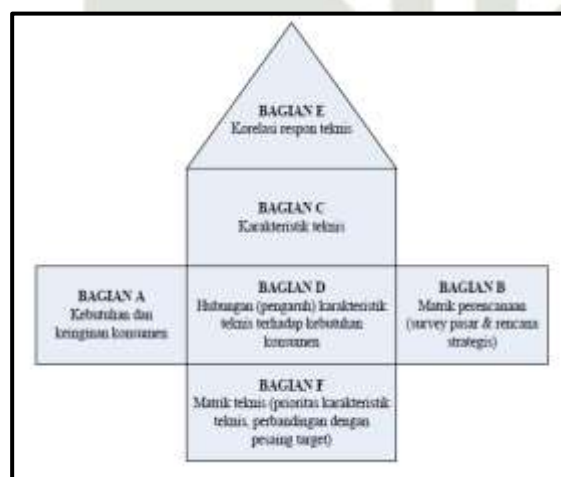 BAGIAN E
Korelasi respon teknis
BAGIAN C
Karakteristik teknis
BAGIAN A
Kebutuhan dan
keinginan konsumen
BAGIAN D
Hubungan (pengaruh) karakteristik
teknis terhadap kebutuhan
konsumen
BAGIAN B
Matrik perencanaan
(survey pasar & rencana
strategis)
BAGIAN F
Matrik teknis (prioritas karakteristik
teknis, perbandingan dengan
pesaing target)